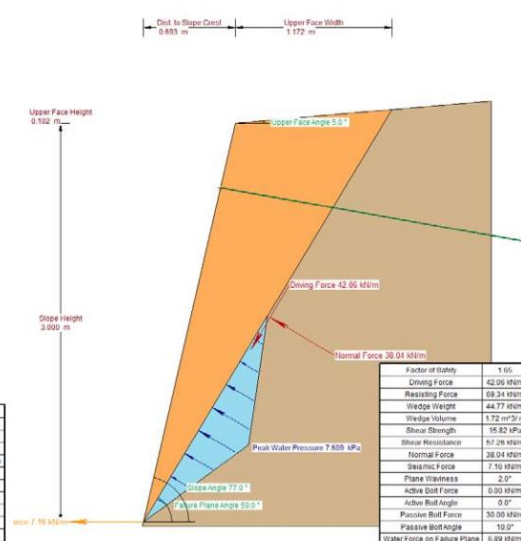 Dist. to Slope Crest
0.693 m
Upper Face Width
1.172 m
Upper Face Height
0.102 m
Upper Face Angle 5.0 °
Driving Force 42.06 kN/m
Slope Height
3.000 m
Normal Force 38.04 kN/m
Peak Water Pressure 7.609 kPa
Slope Angle 77.0 °
Failure Plane Angle 59.0 °
7.16 kN/m
Factor of Safety 1.65
Driving Force 42.06 kN/m
Resisting Force 69.34 kN/m
Wedge Weight 44.77 kN/m
Wedge Volume 1.72 m^3/
Shear Strength 15.82 kPa
Shear Resistance 57.26 kN/m
Normal Force 38.04 kN/m
Seismic Force 7.16 kN/m
Plane Waviness 2.0°
Active Bolt Force 0.00 kN/m
Active Bolt Angle 0.0°
Passive Bolt Force 30.00 kN/m
Passive Bolt Angle 10.0°
Water Force on Failure Plane 6.89 kN/m